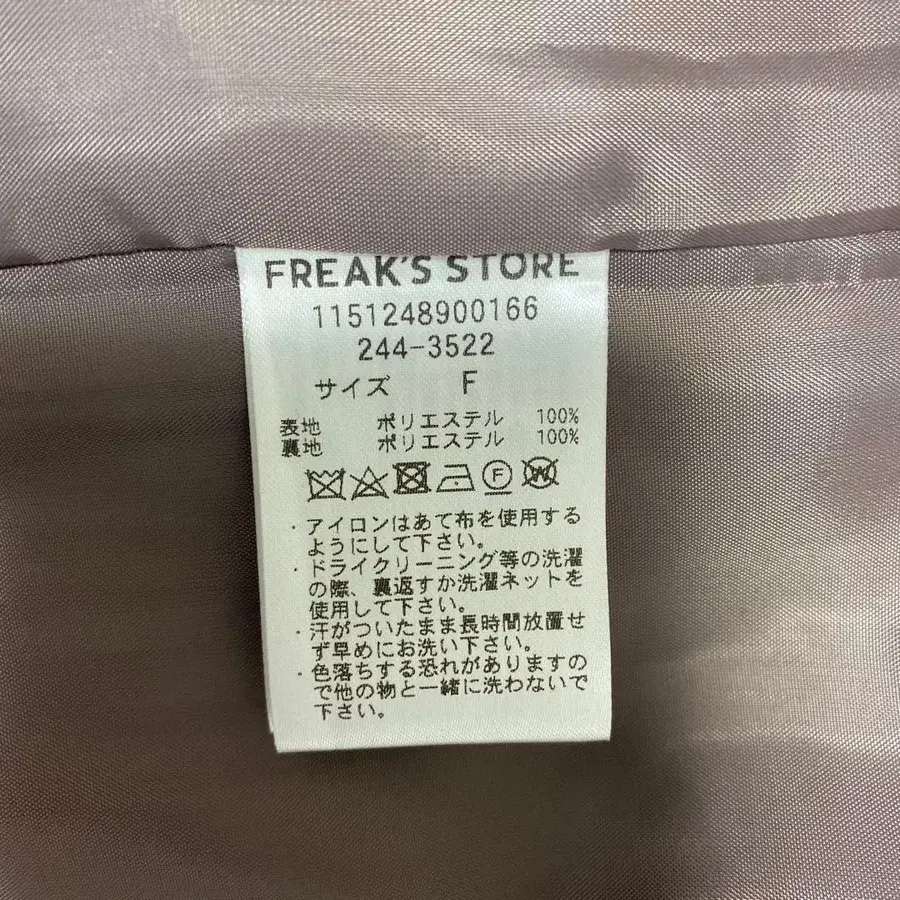 FREAK'S STORE
1151248900166
244-3522
サイズ F
表地 ポリエステル 100%
裏地 ポリエステル 100%
F W
・アイロンはあて布を使用する
ようにして下さい。
・ドライクリーニング等の洗濯
の際、裏返すか洗濯ネットを
使用して下さい。
・汗がついたまま長時間放置せ
ず早めにお洗い下さい。
・色落ちする恐れがありますの
で他の物と一緒に洗わないで
下さい。